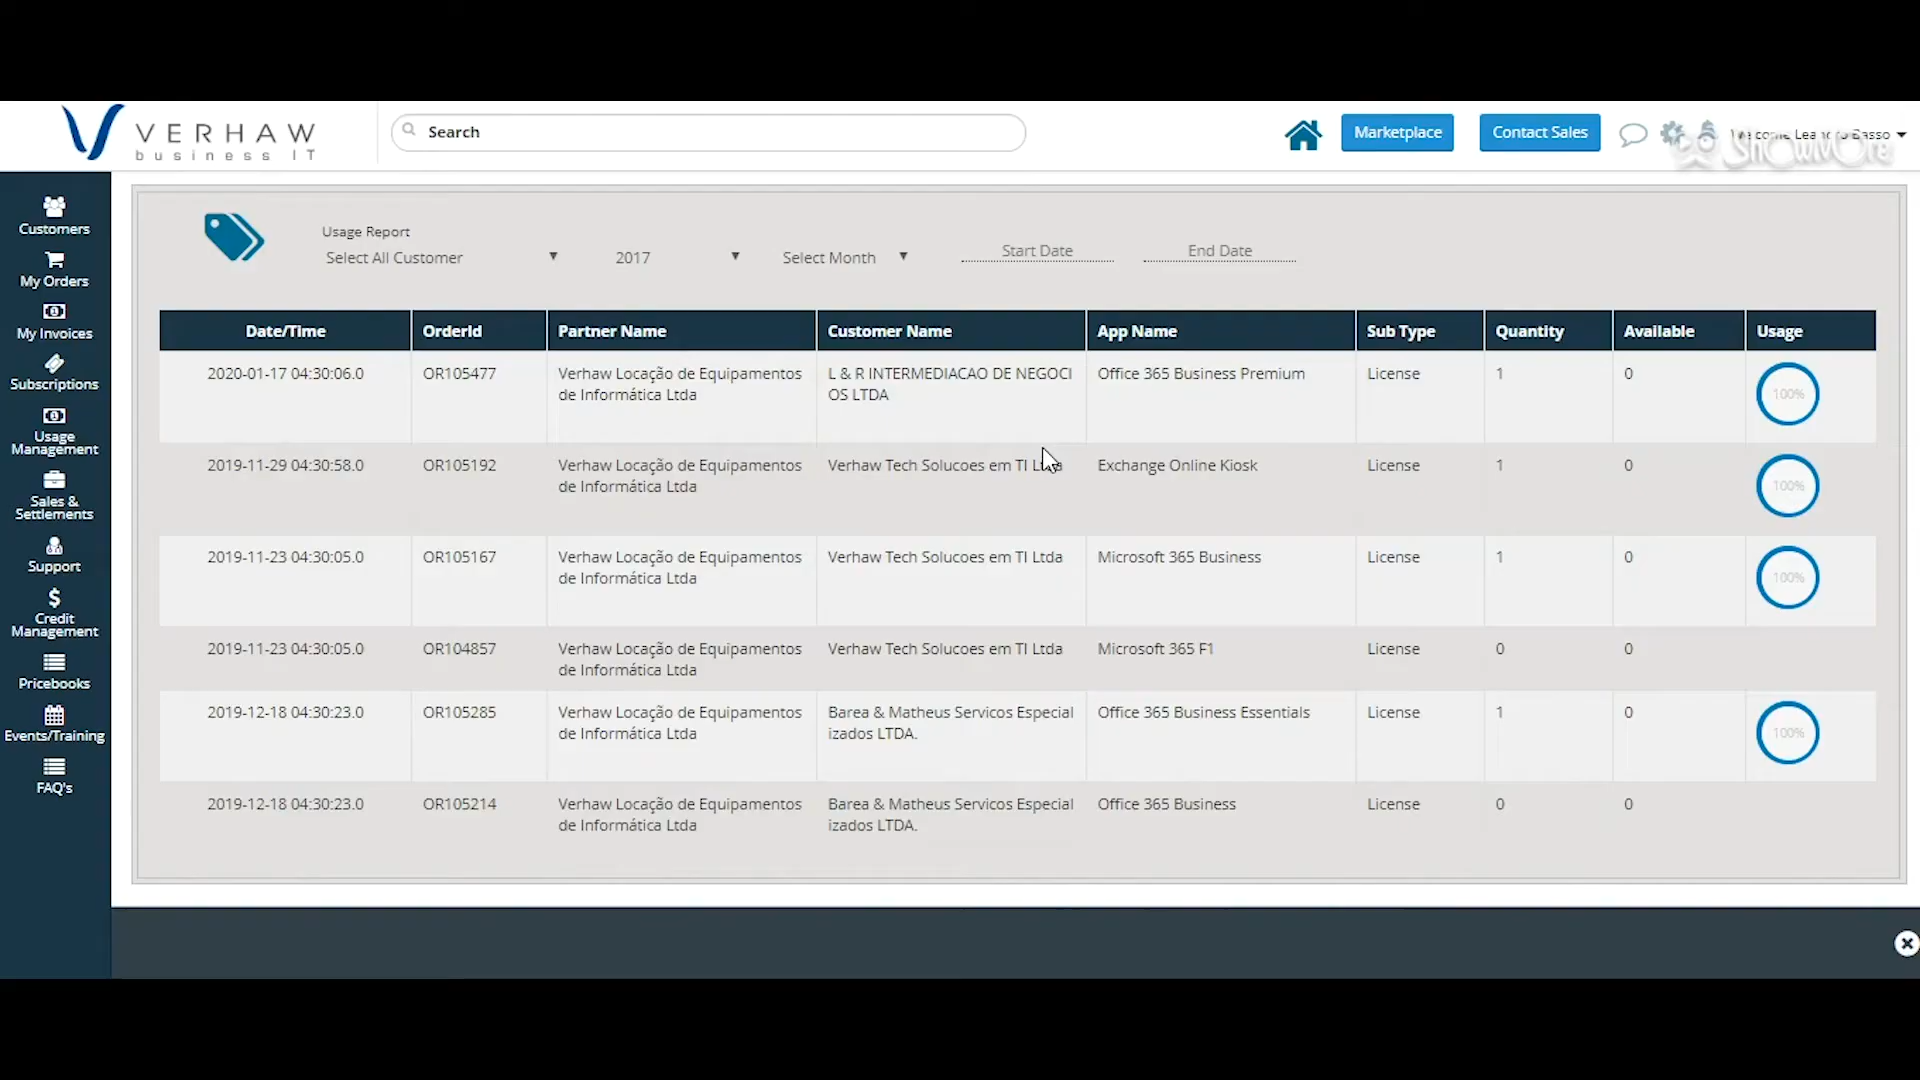 VERHAW
business IT
Search
Marketplace
Contact Sales
ShowMore
Customers
My Orders
My Invoices
Subscriptions
Usage
Management
Sales &
Settlements
Support
Credit
Management
Pricebooks
Events/Training
FAQ's
Usage Report
Select All Customer
2017
Select Month
Start Date
End Date
Date/Time OrderId Partner Name Customer Name App Name Sub Type Quantity Available Usage
2020-01-17 04:30:06.0 OR105477 Verhaw Locação de Equipamentos L & R INTERMEDIACAO DE NEGOCI Office 365 Business Premium License 1 0 100%
de Informática Ltda OS LTDA
2019-11-29 04:30:58.0 OR105192 Verhaw Locação de Equipamentos Verhaw Tech Solucoes em TI Ltda Exchange Online Kiosk License 1 0 100%
de Informática Ltda
2019-11-23 04:30:05.0 OR105167 Verhaw Locação de Equipamentos Verhaw Tech Solucoes em TI Ltda Microsoft 365 Business License 1 0 100%
de Informática Ltda
2019-11-23 04:30:05.0 OR104857 Verhaw Locação de Equipamentos Verhaw Tech Solucoes em TI Ltda Microsoft 365 F1 License 0 0
de Informática Ltda
2019-12-18 04:30:23.0 OR105285 Verhaw Locação de Equipamentos Barea & Matheus Servicos Especial Office 365 Business Essentials License 1 0 100%
de Informática Ltda izados LTDA.
2019-12-18 04:30:23.0 OR105214 Verhaw Locação de Equipamentos Barea & Matheus Servicos Especial Office 365 Business License 0 0
de Informática Ltda izados LTDA.